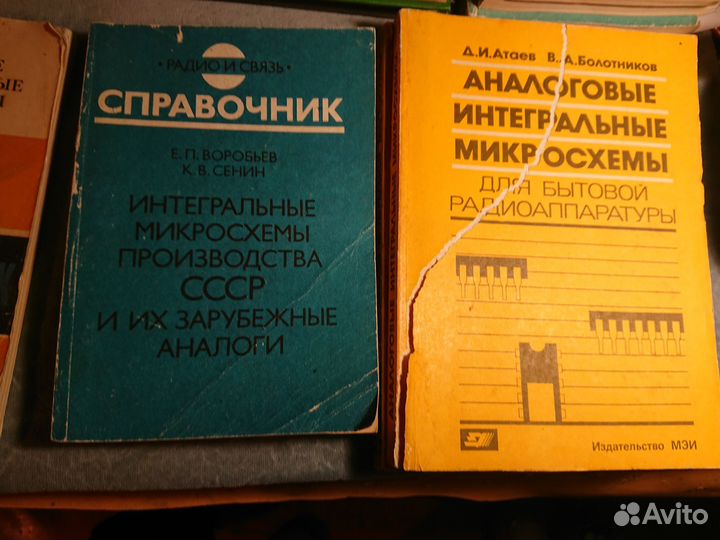 РАДИО И СВЯЗЬ
СПРАВОЧНИК
Е. П. ВОРОБЬЕВ
К. В. СЕНИН
ИНТЕГРАЛЬНЫЕ
МИКРОСХЕМЫ
ПРОИЗВОДСТВА
СССР
И ИХ ЗАРУБЕЖНЫЕ
АНАЛОГИ
Д.И.Атаев В.А.Болотников
АНАЛОГОВЫЕ
ИНТЕГРАЛЬНЫЕ
МИКРОСХЕМЫ
ДЛЯ БЫТОВОЙ
РАДИОАППАРАТУРЫ
Издательство МЭИ
Avito